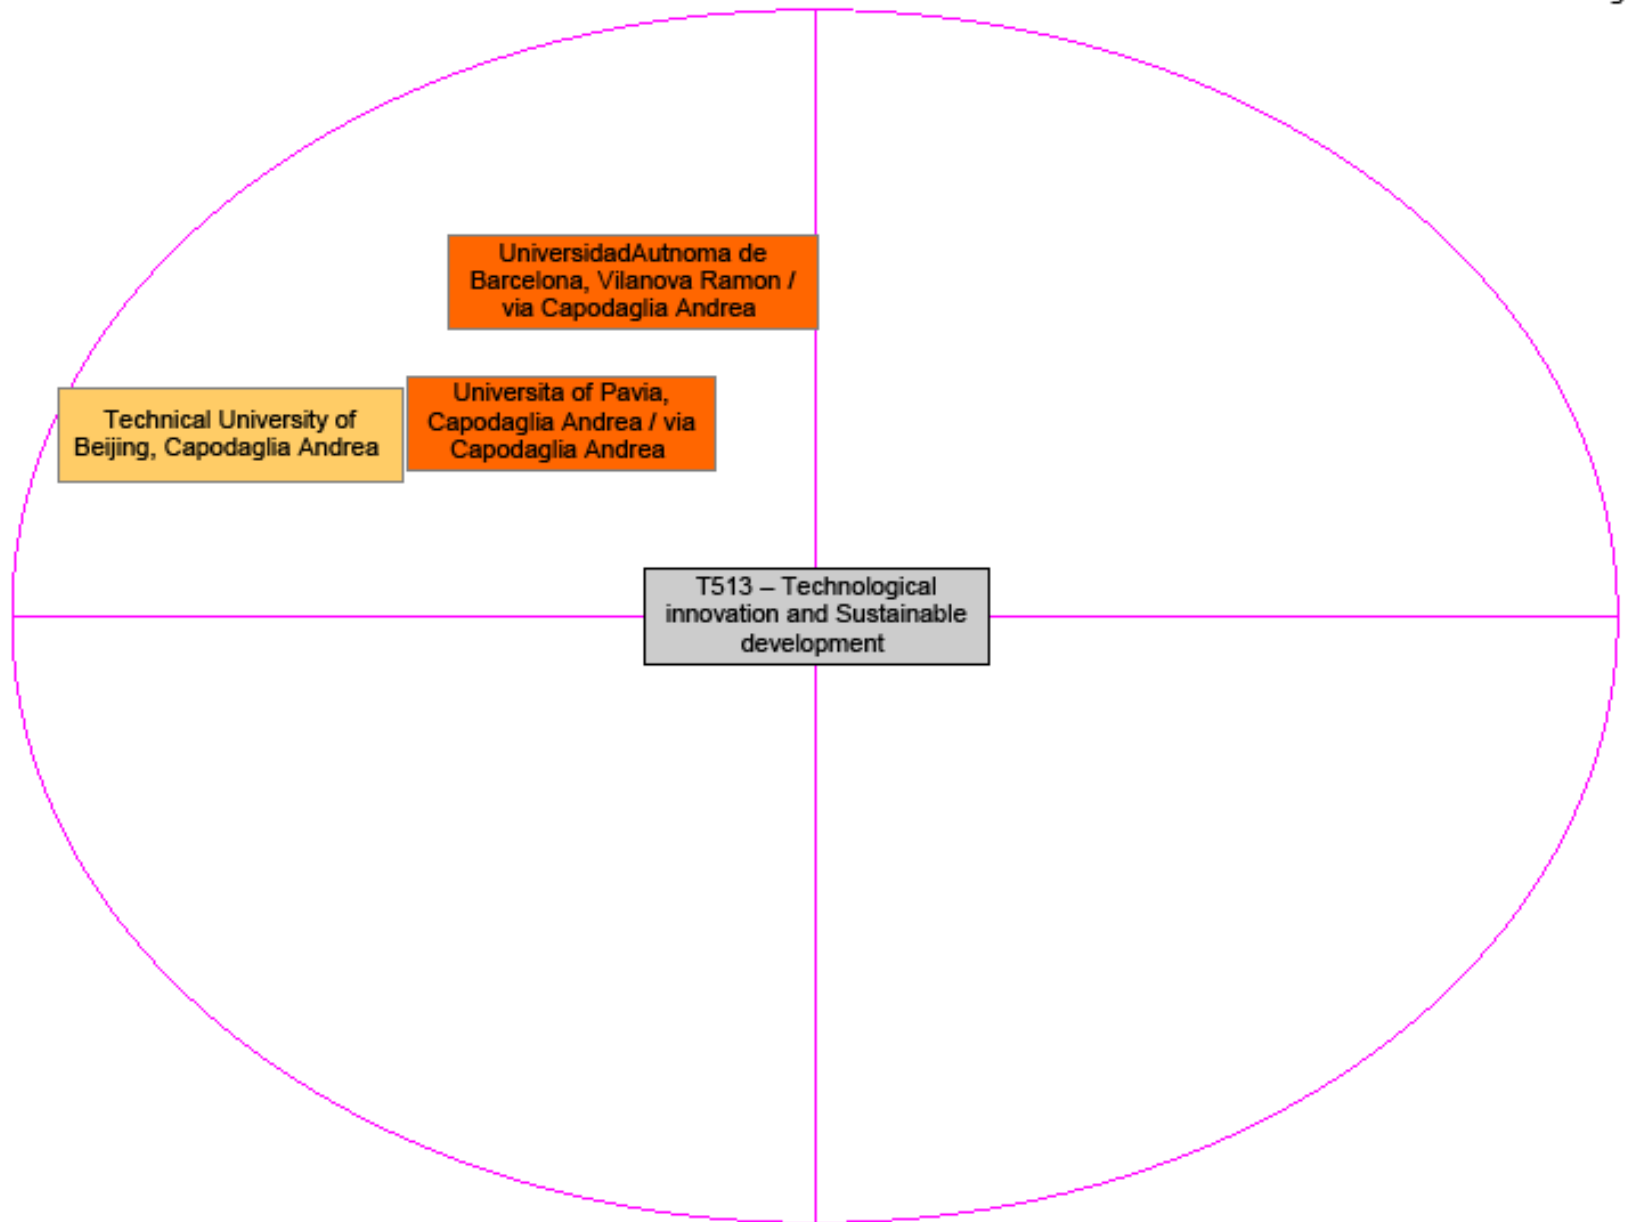 UniversidadAutnoma de
Barcelona, Vilanova Ramon /
via Capodaglia Andrea
Technical University of
Beijing, Capodaglia Andrea
Universita of Pavia,
Capodaglia Andrea / via
Capodaglia Andrea
T513 – Technological
innovation and Sustainable
development